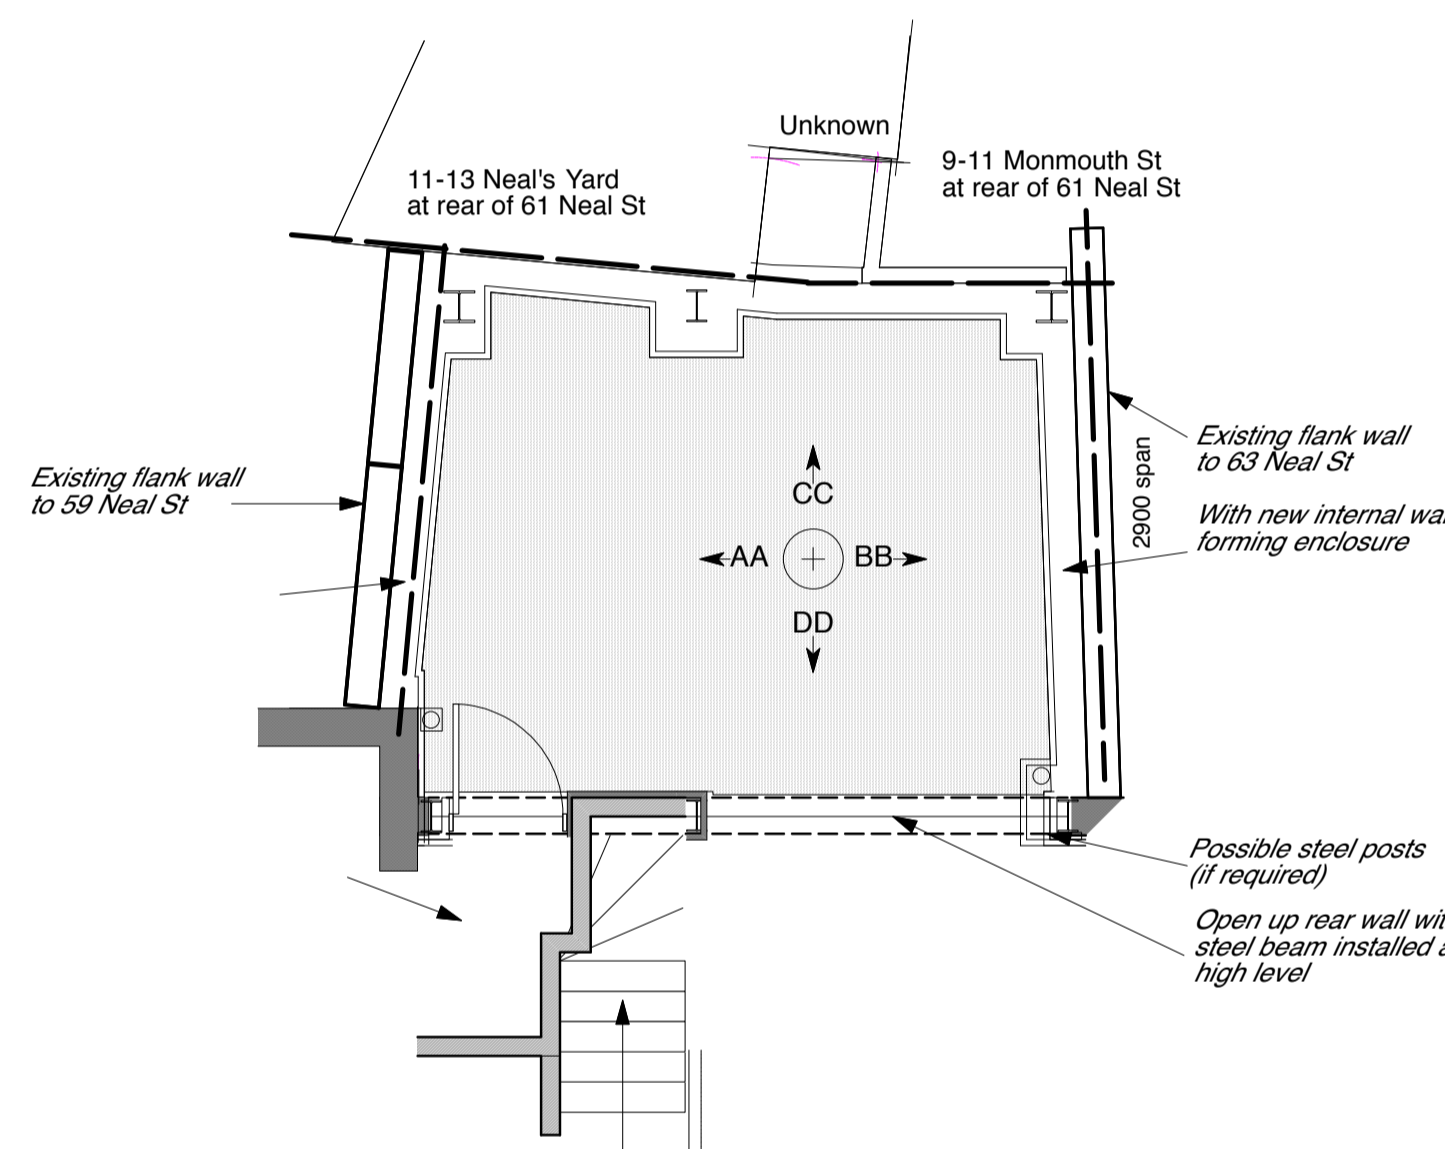 Unknown
9-11 Monmouth St
at rear of 61 Neal St
11-13 Neal's Yard
at rear of 61 Neal St
Existing flank wall
to 63 Neal St
2900 span
Existing flank wall
to 59 Neal St
CC
AA
BB
DD
With new internal
forming enclosure
Possible steel posts
(if required)
Open up rear wall
steel beam installed
high level